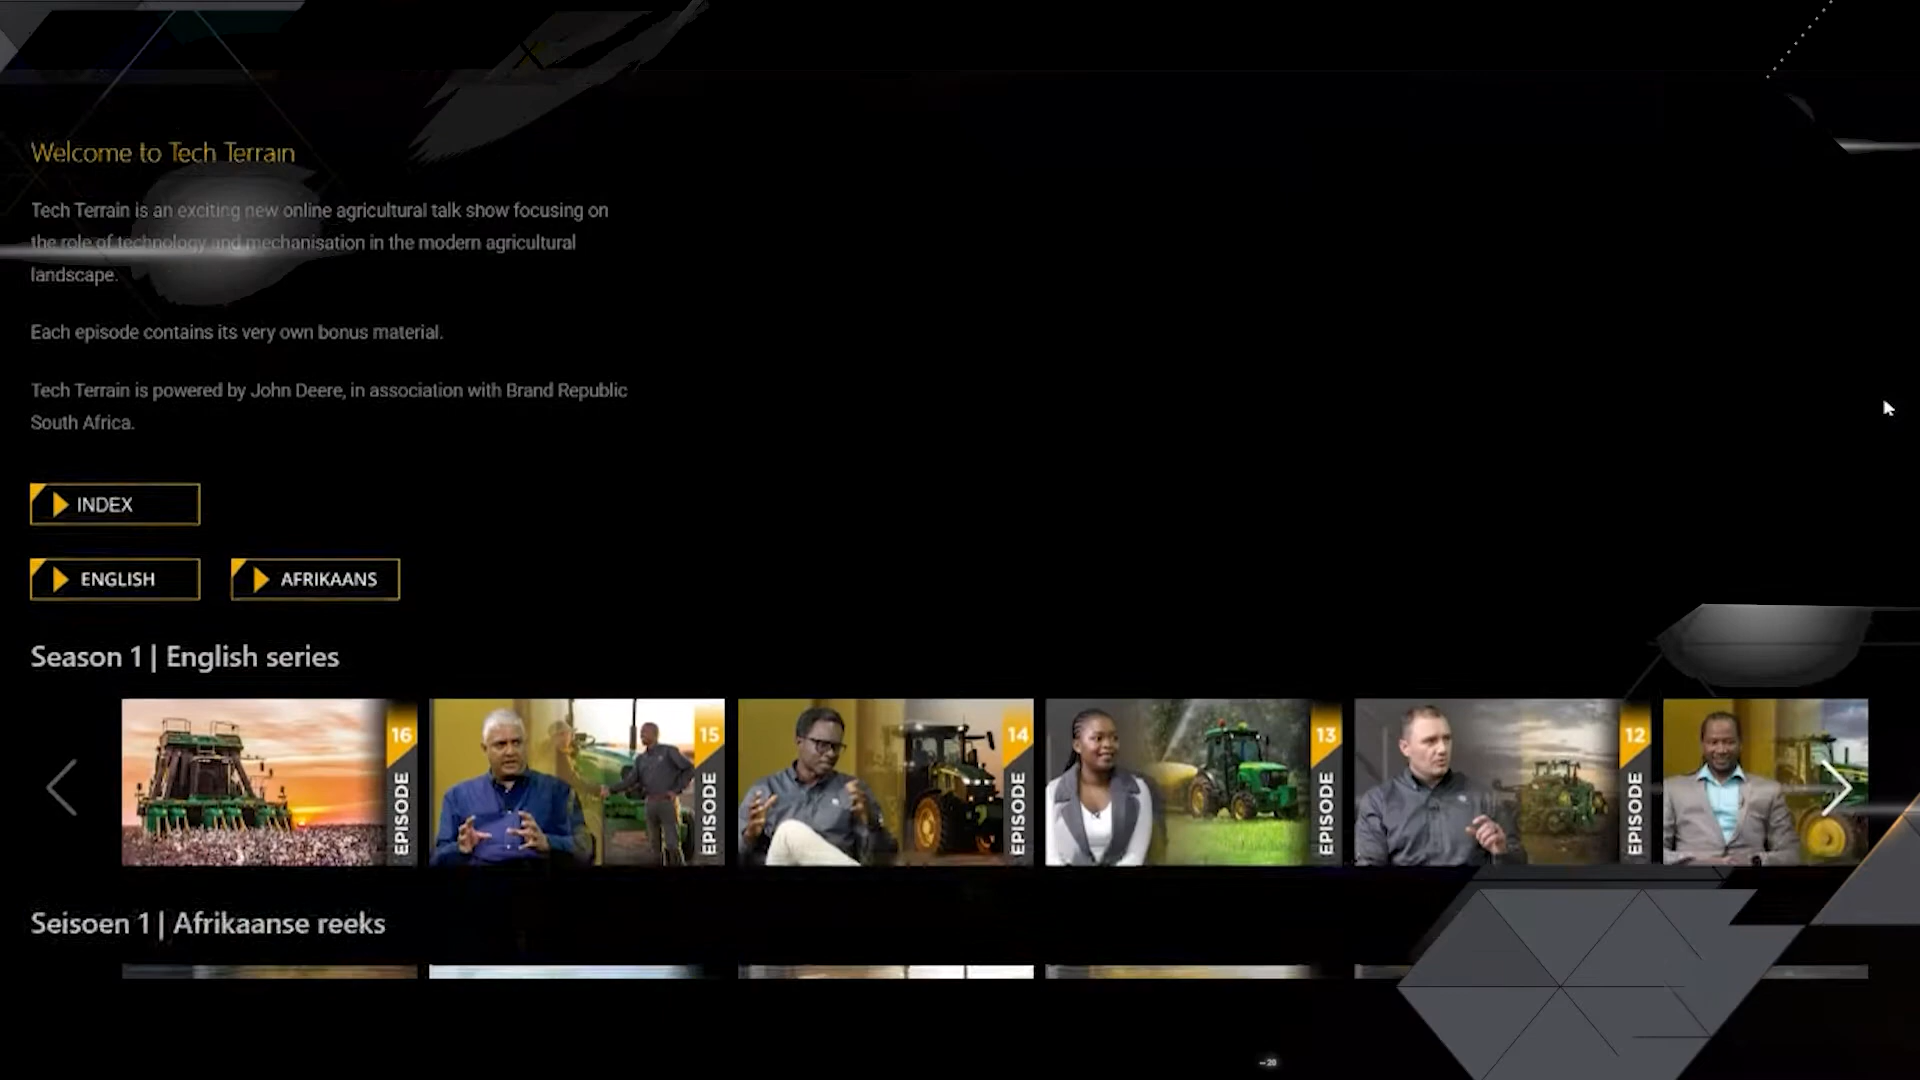 Welcome to Tech Terrain
Tech Terrain is an exciting new online agricultural talk show focusing on
the role of technology and mechanisation in the modern agricultural
landscape.
Each episode contains its very own bonus material.
Tech Terrain is powered by John Deere, in association with Brand Republic
South Africa.
INDEX
ENGLISH
AFRIKAANS
Season 1 | English series
16
EPISODE
15
EPISODE
14
EPISODE
13
EPISODE
12
EPISODE
Seisoen 1 | Afrikaanse reeks